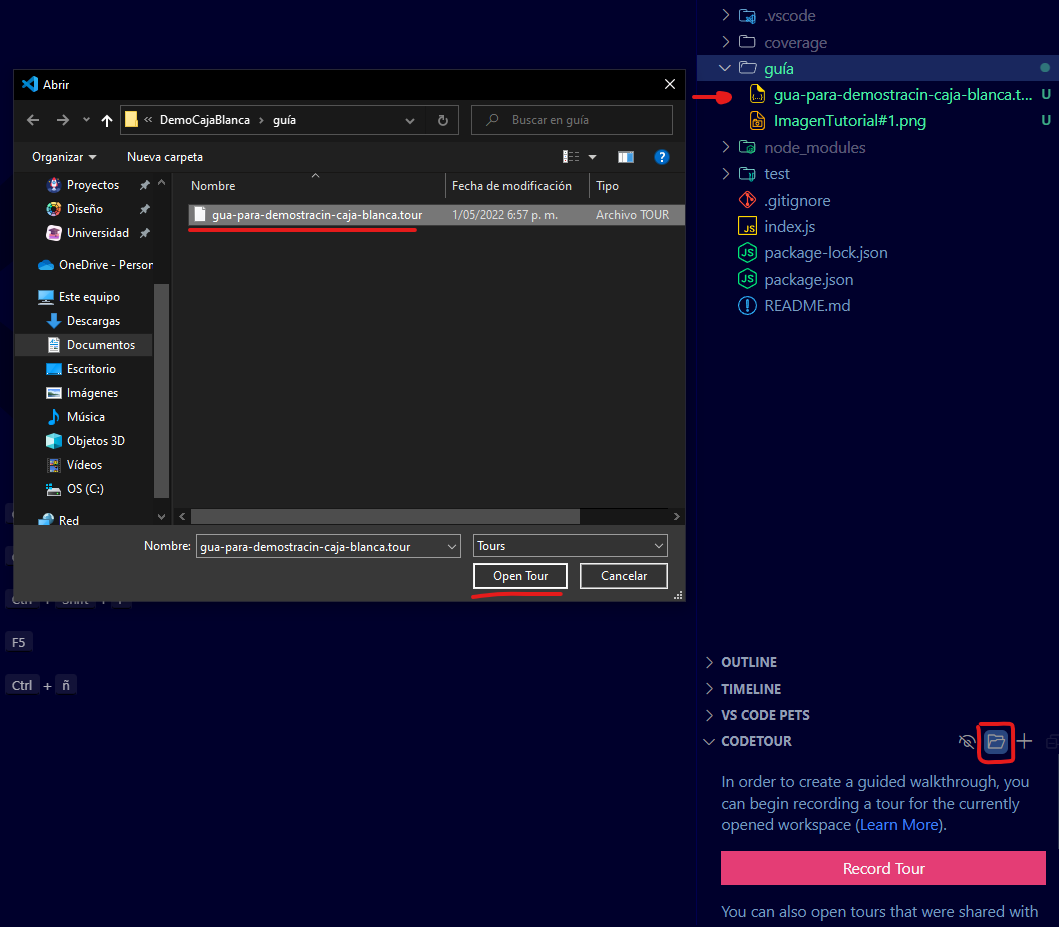 Abrir
DemoCajaBlanca
guía
Buscar en guía
Organizar
Nueva carpeta
Proyectos
Diseño
Universidad
OneDrive - Person
Este equipo
Descargas
Documentos
Escritorio
Imágenes
Música
Objetos 3D
Vídeos
OS (C:)
Red
Nombre
Fecha de modificación
Tipo
gua-para-demostracin-caja-blanca.tour
1/05/2022 6:57 p. m.
Archivo TOUR
Nombre:
gua-para-demostracin-caja-blanca.tour
Tours
Open Tour
Cancelar
F5
Ctrl + ñ
.vscode
coverage
guía
gua-para-demostracin-caja-blanca.t... U
ImagenTutorial#1.png U
node_modules
test
.gitignore
JS index.js
JS package-lock.json
JS package.json
README.md
OUTLINE
TIMELINE
VS CODE PETS
CODETOUR
In order to create a guided walkthrough, you
can begin recording a tour for the currently
opened workspace (Learn More).
Record Tour
You can also open tours that were shared with